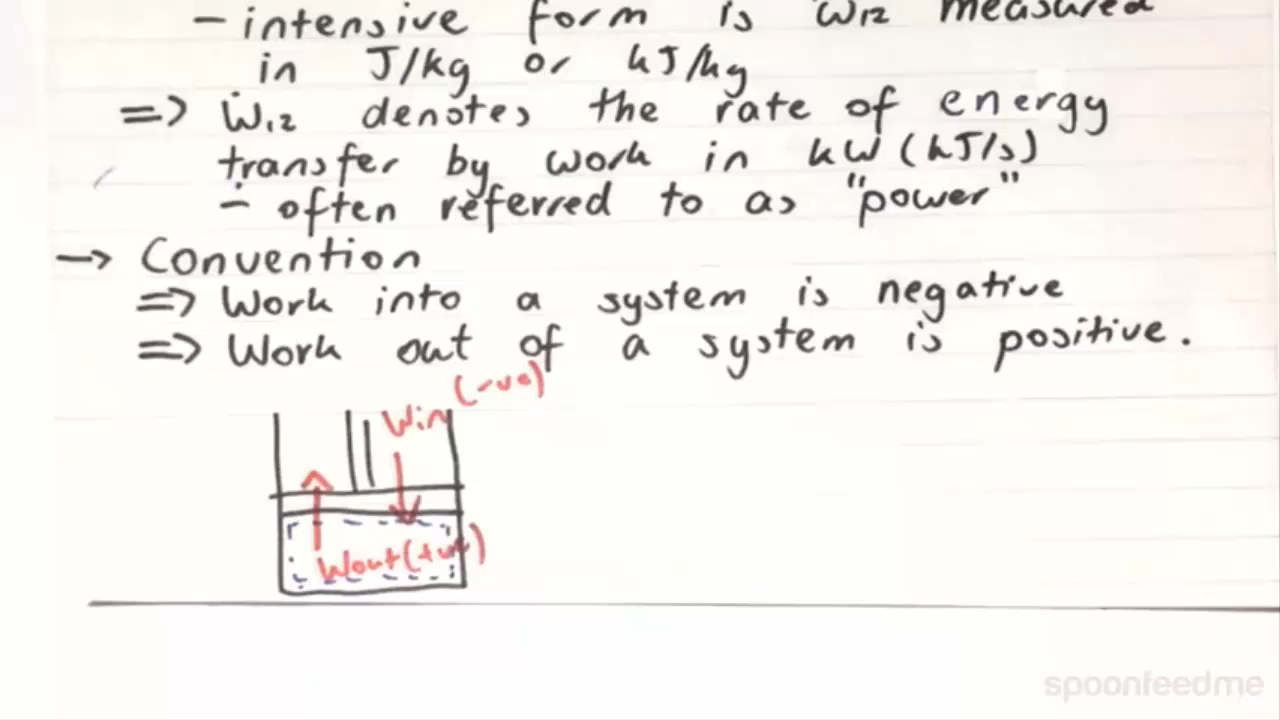 - intensive form is w₁₂ measured
in J/kg or kJ/kg
=> Ẇ₁₂ denotes the rate of energy
transfer by work in kW (kJ/s)
- often referred to as "power"
→ Convention
=> Work into a system is negative
=> Work out of a system is positive.
Win (-ve)
Wout (+ve)
spoonfeedme